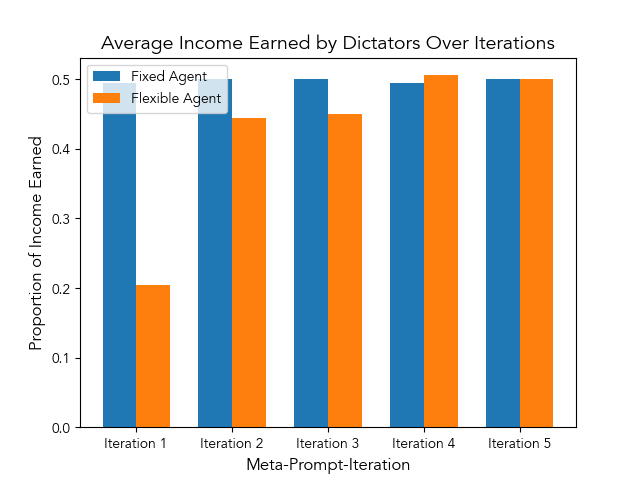 Average Income Earned by Dictators Over Iterations
Fixed Agent
Flexible Agent
0.5
0.4
0.3
0.2
0.1
0.0
Proportion of Income Earned
Iteration 1
Iteration 2
Iteration 3
Iteration 4
Iteration 5
Meta-Prompt-Iteration